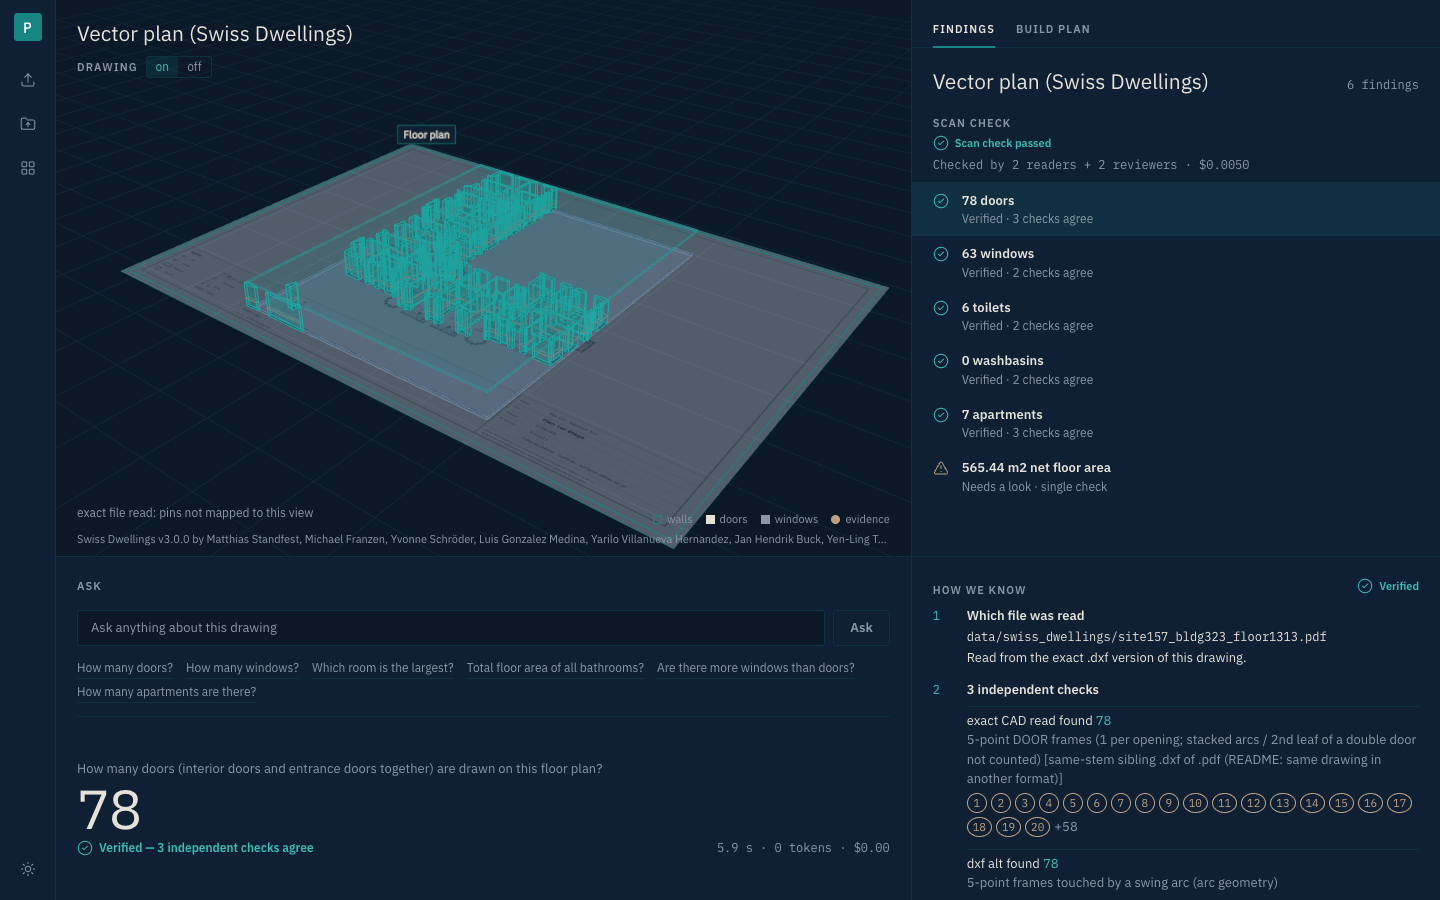 P
Vector plan (Swiss Dwellings)
DRAWING on off
Floor plan
exact file read: pins not mapped to this view
walls doors windows evidence
Swiss Dwellings v3.0.0 by Matthias Standfest, Michael Franzen, Yvonne Schröder, Luis Gonzalez Medina, Yarilo Villanueva Hernandez, Jan Hendrik Buck, Yen-Ling T...
ASK
Ask anything about this drawing
Ask
How many doors? How many windows? Which room is the largest? Total floor area of all bathrooms? Are there more windows than doors?
How many apartments are there?
How many doors (interior doors and entrance doors together) are drawn on this floor plan?
78
Verified — 3 independent checks agree
5.9 s · 0 tokens · $0.00
FINDINGS BUILD PLAN
Vector plan (Swiss Dwellings)
6 findings
SCAN CHECK
Scan check passed
Checked by 2 readers + 2 reviewers · $0.0050
78 doors
Verified · 3 checks agree
63 windows
Verified · 2 checks agree
6 toilets
Verified · 2 checks agree
0 washbasins
Verified · 2 checks agree
7 apartments
Verified · 3 checks agree
565.44 m2 net floor area
Needs a look · single check
HOW WE KNOW
Verified
1 Which file was read
data/swiss_dwellings/site157_bldg323_floor1313.pdf
Read from the exact .dxf version of this drawing.
2 3 independent checks
exact CAD read found 78
5-point DOOR frames (1 per opening; stacked arcs / 2nd leaf of a double door
not counted) [same-stem sibling .dxf of .pdf (README: same drawing in
another format)]
1 2 3 4 5 6 7 8 9 10 11 12 13 14 15 16 17
18 19 20 +58
dxf alt found 78
5-point frames touched by a swing arc (arc geometry)